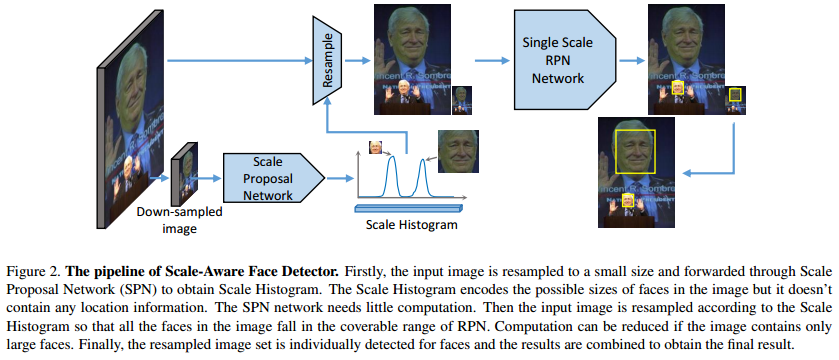 Resample
Single Scale
RPN
Network
Scale
Proposal
Network
Down-sampled
image
Scale Histogram
Figure 2. The pipeline of Scale-Aware Face Detector. Firstly, the input image is resampled to a small size and forwarded through Scale
Proposal Network (SPN) to obtain Scale Histogram. The Scale Histogram encodes the possible sizes of faces in the image but it doesn't
contain any location information. The SPN network needs little computation. Then the input image is resampled according to the Scale
Histogram so that all the faces in the image fall in the coverable range of RPN. Computation can be reduced if the image contains only
large faces. Finally, the resampled image set is individually detected for faces and the results are combined to obtain the final result.